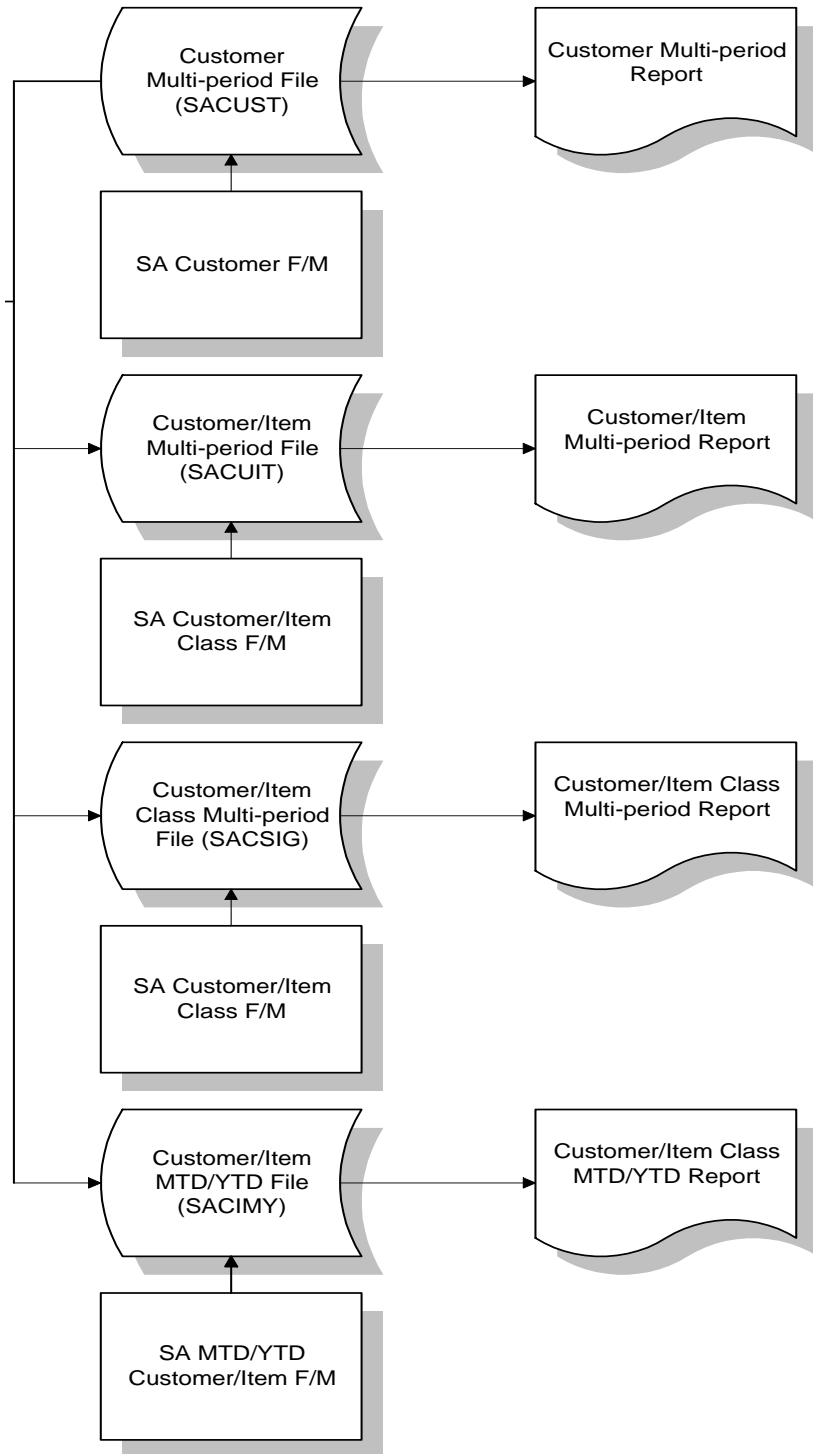 Customer
Multi-period File
(SACUST)
Customer Multi-period
Report
SA Customer F/M
Customer/Item
Multi-period File
(SACUIT)
Customer/Item
Multi-period Report
SA Customer/Item
Class F/M
Customer/Item
Class Multi-period
File (SACSIG)
Customer/Item Class
Multi-period Report
SA Customer/Item
Class F/M
Customer/Item
MTD/YTD File
(SACIMY)
Customer/Item Class
MTD/YTD Report
SA MTD/YTD
Customer/Item F/M